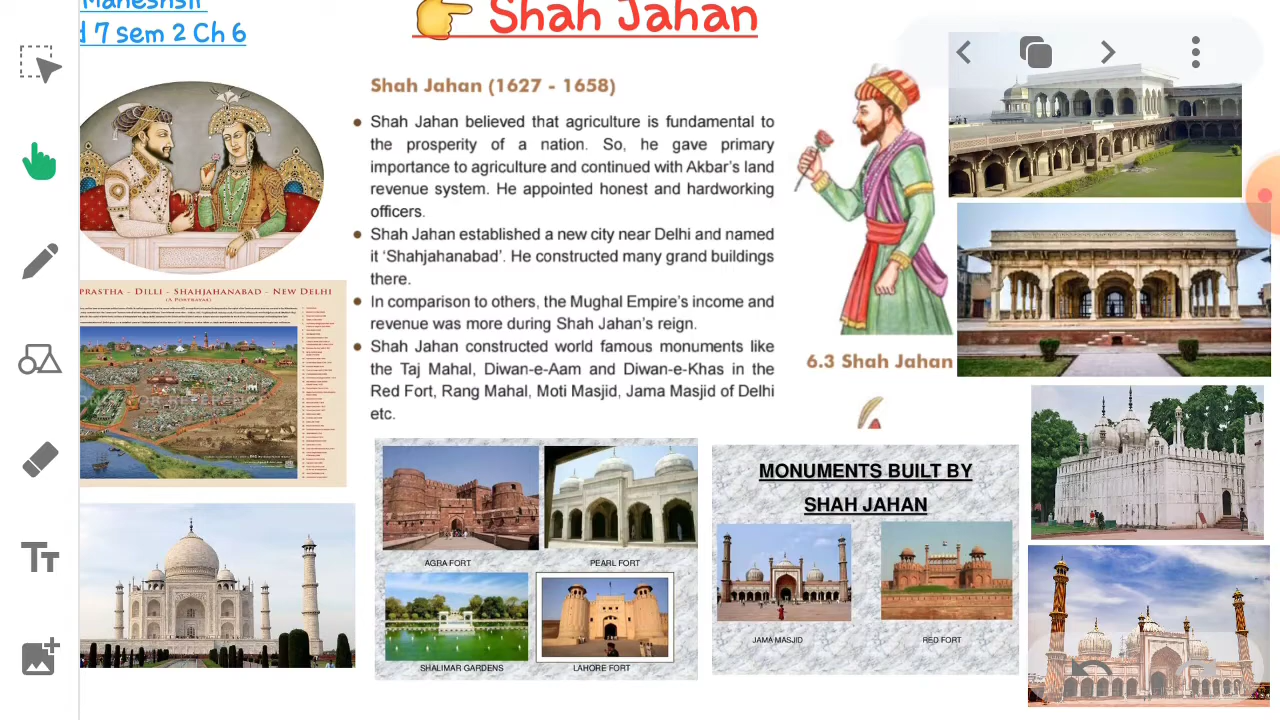 Maheshsir
7 sem 2 Ch 6
Shah Jahan
Shah Jahan (1627 - 1658)
Shah Jahan believed that agriculture is fundamental to
the prosperity of a nation. So, he gave primary
importance to agriculture and continued with Akbar's land
revenue system. He appointed honest and hardworking
officers.
Shah Jahan established a new city near Delhi and named
it ‘Shahjahanabad’. He constructed many grand buildings
there.
In comparison to others, the Mughal Empire's income and
revenue was more during Shah Jahan's reign.
Shah Jahan constructed world famous monuments like
the Taj Mahal, Diwan-e-Aam and Diwan-e-Khas in the
Red Fort, Rang Mahal, Moti Masjid, Jama Masjid of Delhi
etc.
6.3 Shah Jahan
PRASTHA - DILLI - SHAHJAHANABAD - NEW DELHI
(A PORTRAYAL)
ONLY FOR REFERENCE
AGRA FORT
PEARL FORT
SHALIMAR GARDENS
LAHORE FORT
MONUMENTS BUILT BY
SHAH JAHAN
JAMA MASJID
RED FORT
TT